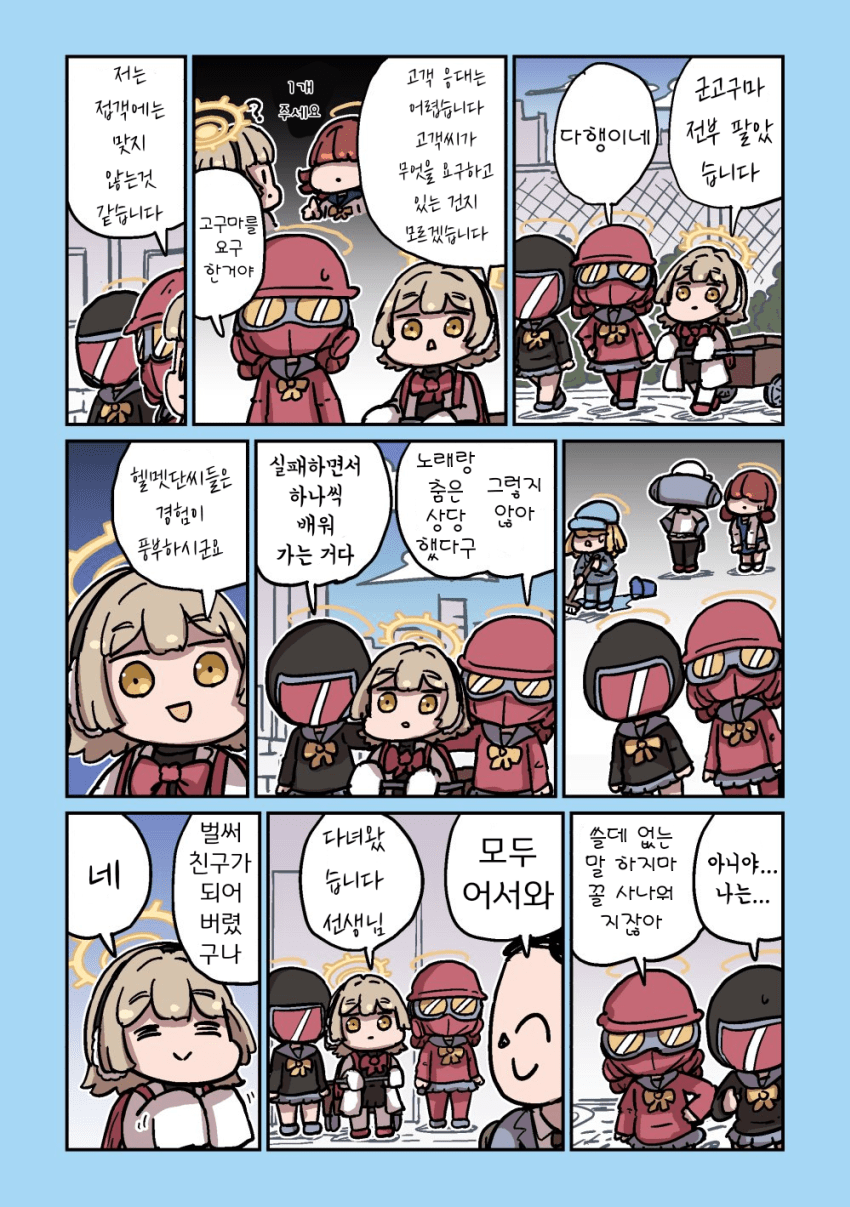 군고구마
전부 팔았
습니다
다행이네
고객 응대는
어렵습니다
고객씨가
무엇을 요구하고
있는 건지
모르겠습니다
1개
주세요
?
고구마를
요구
한거야
저는
접객에는
맞지
않는것
같습니다
그렇지
않아
노래랑
춤은
상당
했다구
실패하면서
하나씩
배워
가는 거다
헬멧단씨들은
경험이
풍부하시군요
아니야...
나는...
쓸데 없는
말 하지마
꼴 사나워
지잖아
모두
어서와
다녀왔
습니다
선생님
벌써
친구가
되어
버렸
구나
네